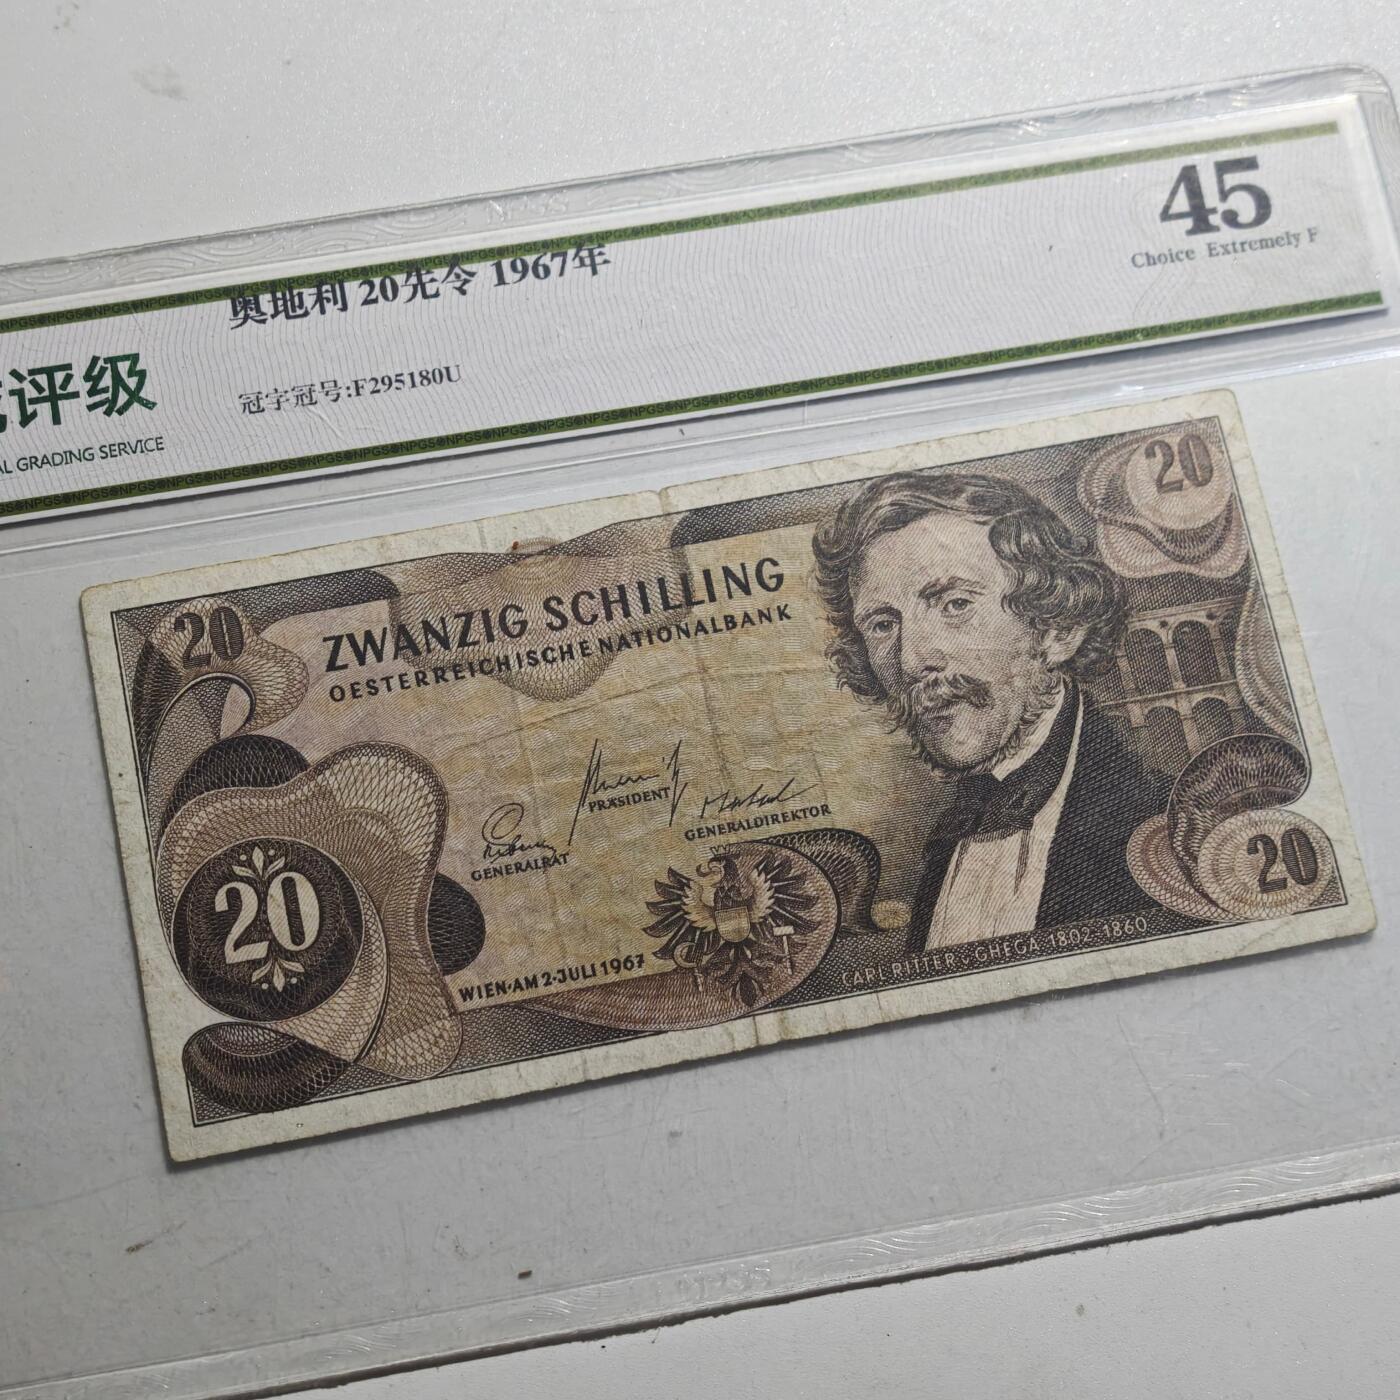 奥地利 20先令 1967年
45
Choice Extremely F
冠字冠号:F295180U
评级
AL GRADING SERVICE
20
20
ZWANZIG SCHILLING
OESTERREICHISCHE NATIONALBANK
PRÄSIDENT
GENERALDIREKTOR
GENERALRAT
20
20
WIEN·AM 2·JULI 1967
CARL RITTER v. GHEGA 1802-1860